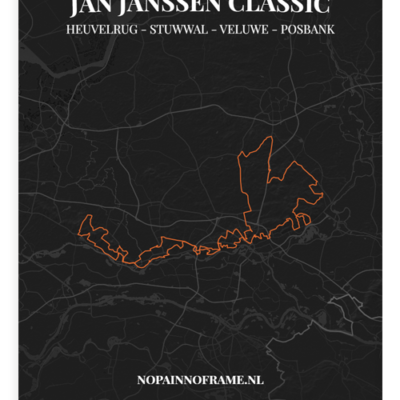 JAN JANSSEN CLASSIC
HEUVELRUG - STUWWAL - VELUWE - POSBANK
NOPAINNOFRAME.NL